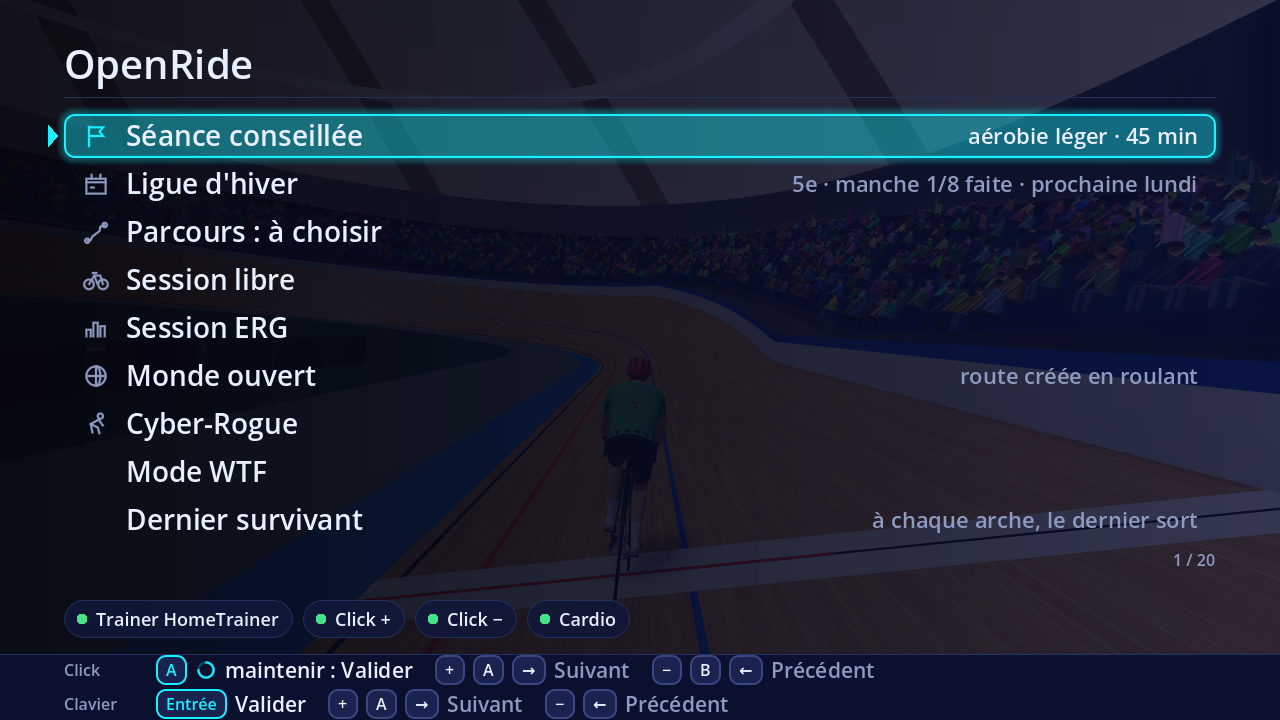 OpenRide
Séance conseillée aérobie léger · 45 min
Ligue d'hiver 5e · manche 1/8 faite · prochaine lundi
Parcours : à choisir
Session libre
Session ERG
Monde ouvert route créée en roulant
Cyber-Rogue
Mode WTF
Dernier survivant à chaque arche, le dernier sort
1 / 20
Trainer HomeTrainer Click + Click − Cardio
Click A maintenir : Valider + A → Suivant − B ← Précédent
Clavier Entrée Valider + A → Suivant − ← Précédent